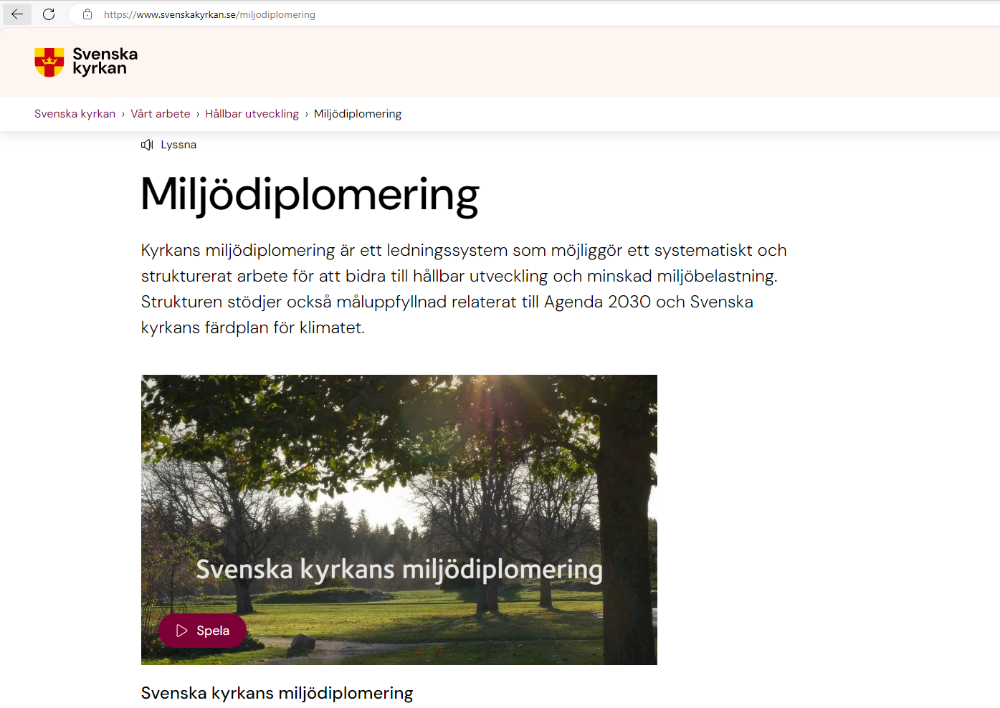 https://www.svenskakyrkan.se/miljodiplomering
Svenska
kyrkan
Svenska kyrkan › Vårt arbete › Hållbar utveckling › Miljödiplomering
Lyssna
Miljödiplomering
Kyrkans miljödiplomering är ett ledningssystem som möjliggör ett systematiskt och
strukturerat arbete för att bidra till hållbar utveckling och minskad miljöbelastning.
Strukturen stödjer också måluppfyllnad relaterat till Agenda 2030 och Svenska
kyrkans färdplan för klimatet.
Svenska kyrkans miljödiplomering
Spela
Svenska kyrkans miljödiplomering